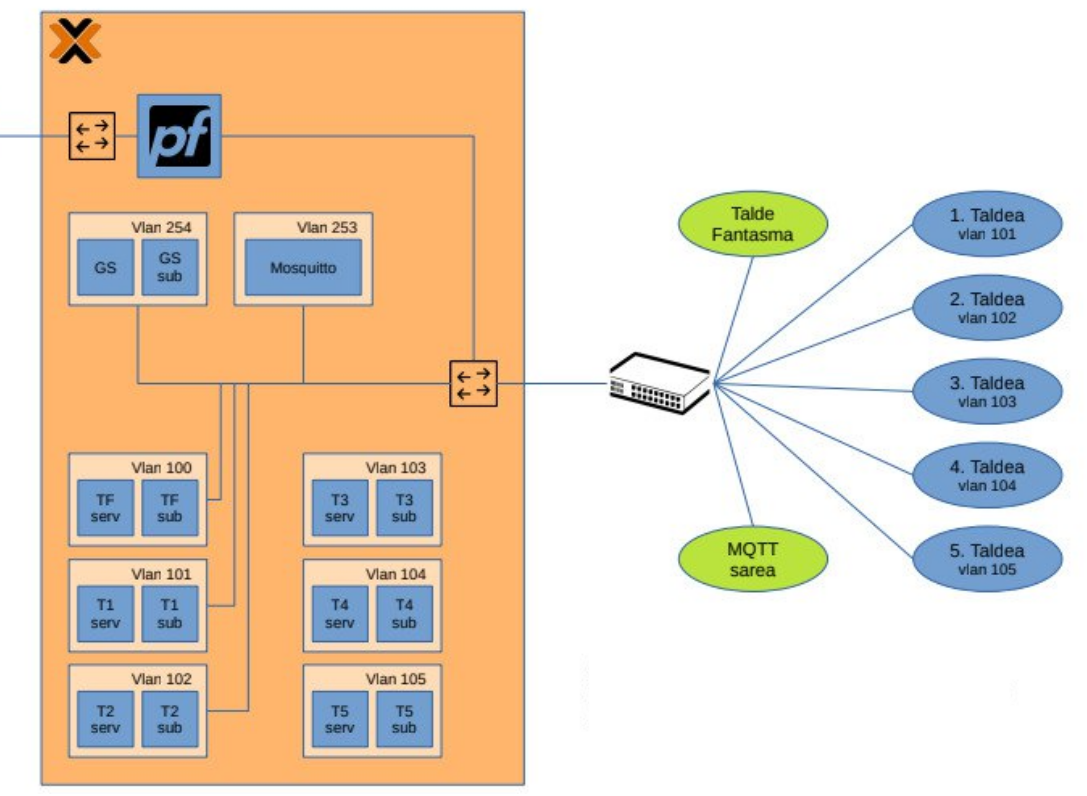 pf
Vlan 254
GS
GS
sub
Vlan 253
Mosquitto
Vlan 100
TF
serv
TF
sub
Vlan 103
T3
serv
T3
sub
Vlan 101
T1
serv
T1
sub
Vlan 104
T4
serv
T4
sub
Vlan 102
T2
serv
T2
sub
Vlan 105
T5
serv
T5
sub
Talde
Fantasma
MQTT
sarea
1. Taldea
vlan 101
2. Taldea
vlan 102
3. Taldea
vlan 103
4. Taldea
vlan 104
5. Taldea
vlan 105